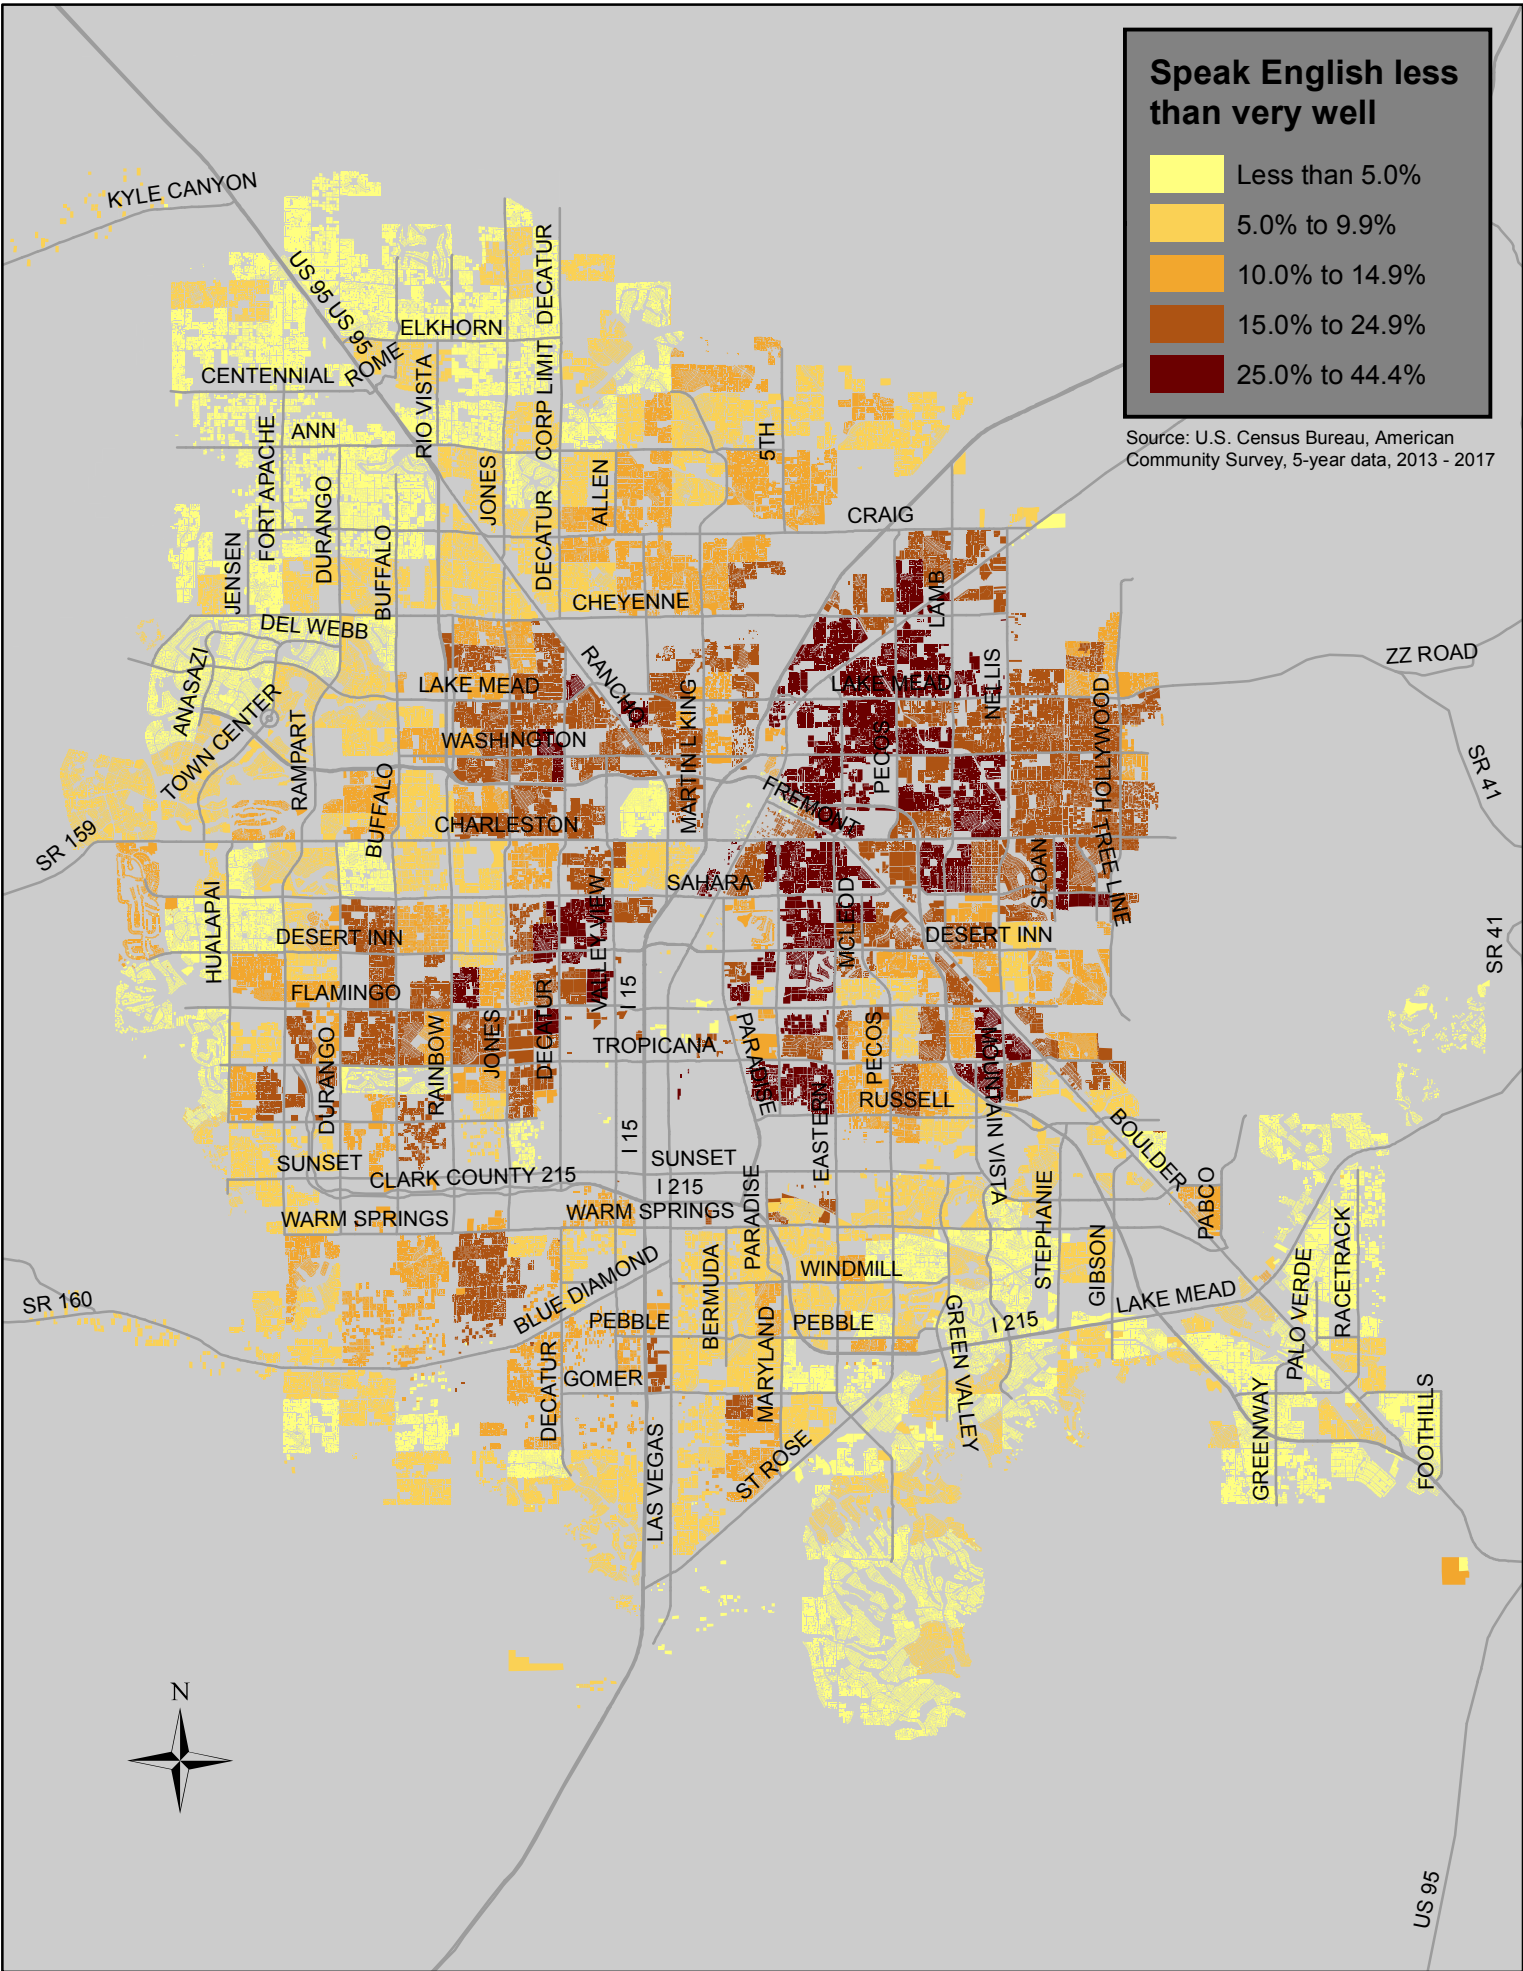 Speak English less
than very well
Less than 5.0%
5.0% to 9.9%
10.0% to 14.9%
15.0% to 24.9%
25.0% to 44.4%
Source: U.S. Census Bureau, American
Community Survey, 5-year data, 2013 - 2017
KYLE CANYON
US 95
US 95
ELKHORN
DECATUR
CENTENNIAL
ROME
RIO VISTA
CORP LIMIT
ANN
FORT APACHE
5TH
JONES
ALLEN
DURANGO
DECATUR
CRAIG
JENSEN
BUFFALO
LAMB
CHEYENNE
DEL WEBB
ANASAZI
RANCHO
NELLIS
ZZ ROAD
LAKE MEAD
LAKE MEAD
MARTIN L KING
HOLLYWOOD
TOWN CENTER
RAMPART
WASHINGTON
PECOS
SR 41
BUFFALO
FREMONT
CHARLESTON
SR 159
TREE LINE
SLOAN
SAHARA
HUALAPAI
VALLEY VIEW
MCLEOD
DESERT INN
DESERT INN
SR 41
FLAMINGO
I 15
DECATUR
DURANGO
RAINBOW
JONES
TROPICANA
PARADISE
PECOS
MOUNTAIN VISTA
RUSSELL
EASTERN
BOULDER
I 15
SUNSET
SUNSET
CLARK COUNTY 215
I 215
STEPHANIE
PABCO
WARM SPRINGS
WARM SPRINGS
PARADISE
GIBSON
RACETRACK
BLUE DIAMOND
BERMUDA
WINDMILL
PALO VERDE
LAKE MEAD
SR 160
PEBBLE
PEBBLE
I 215
GREEN VALLEY
MARYLAND
GOMER
DECATUR
GREENWAY
FOOTHILLS
LAS VEGAS
ST ROSE
N
US 95